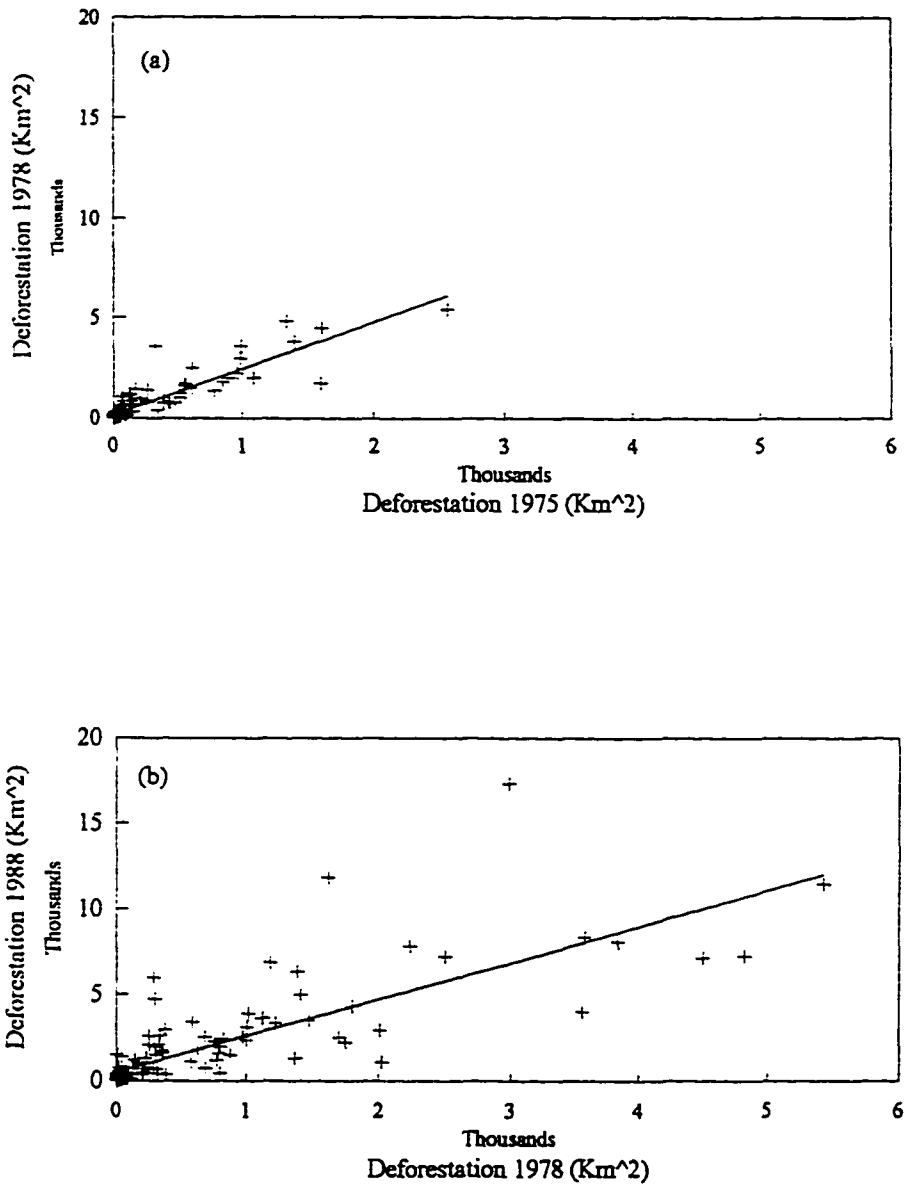 (a)
Deforestation 1978 (Km^2)
Thousands
20
15
10
5
0
0 1 2 3 4 5 6
Thousands
Deforestation 1975 (Km^2)
(b)
Deforestation 1988 (Km^2)
Thousands
20
15
10
5
0
0 1 2 3 4 5 6
Thousands
Deforestation 1978 (Km^2)